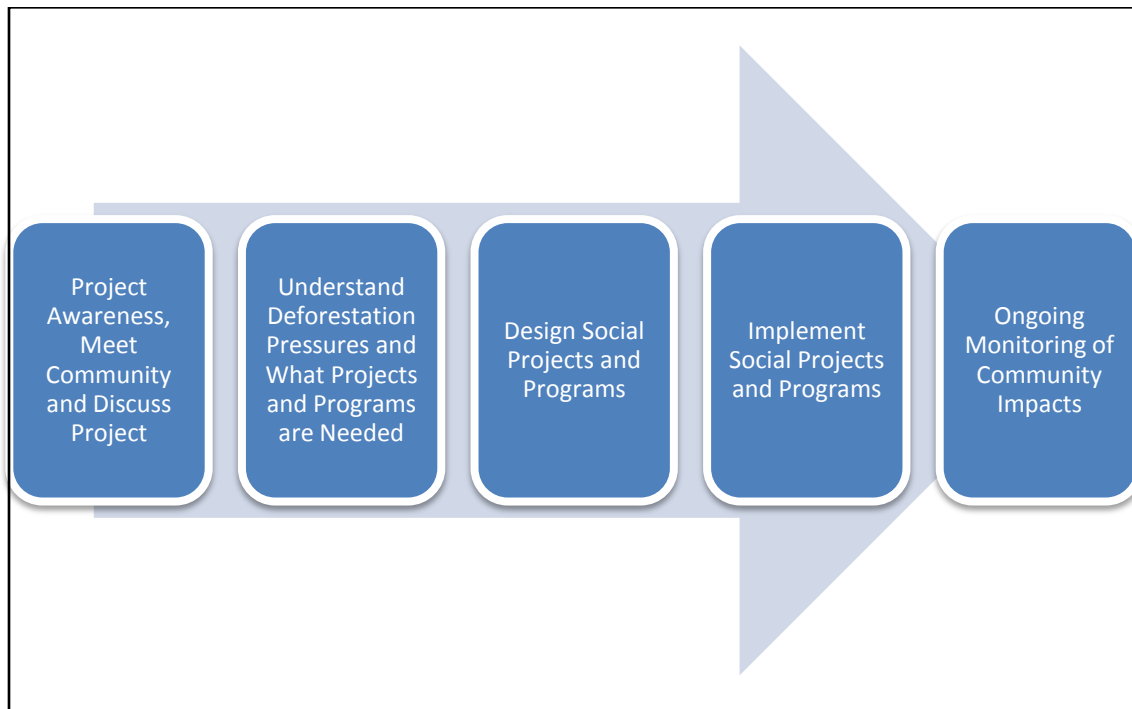 Project
Awareness,
Meet
Community
and Discuss
Project
Understand
Deforestation
Pressures and
What Projects
and Programs
are Needed
Design Social
Projects and
Programs
Implement
Social Projects
and Programs
Ongoing
Monitoring of
Community
Impacts